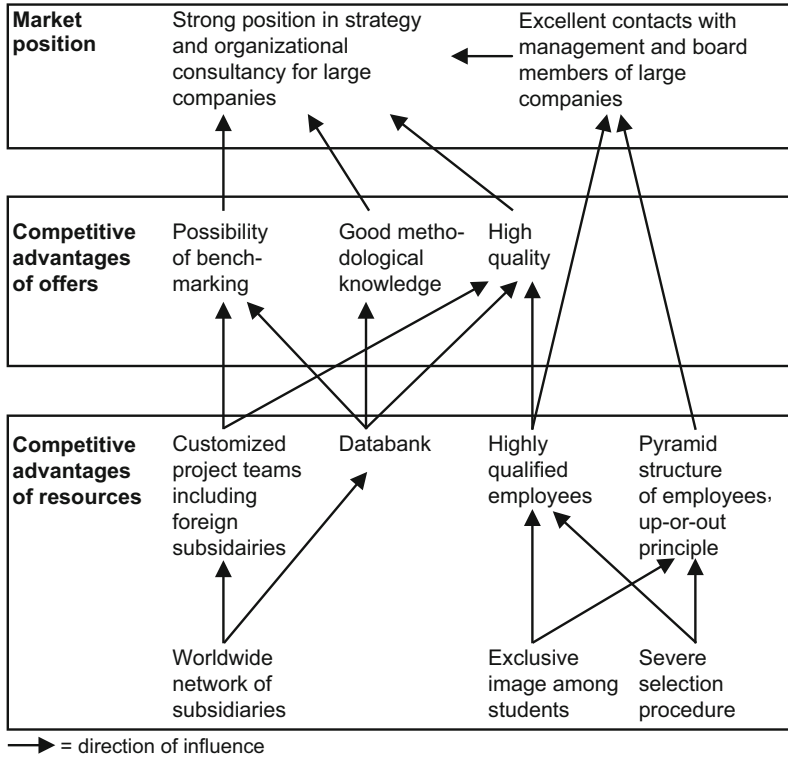 Market
position
Strong position in strategy
and organizational
consultancy for large
companies
Excellent contacts with
management and board
members of large
companies
Competitive
advantages
of offers
Possibility
of bench-
marking
Good metho-
dological
knowledge
High
quality
Competitive
advantages
of resources
Customized
project teams
including
foreign
subsidairies
Databank
Highly
qualified
employees
Pyramid
structure
of employees,
up-or-out
principle
Worldwide
network of
subsidiaries
Exclusive
image among
students
Severe
selection
procedure
= direction of influence